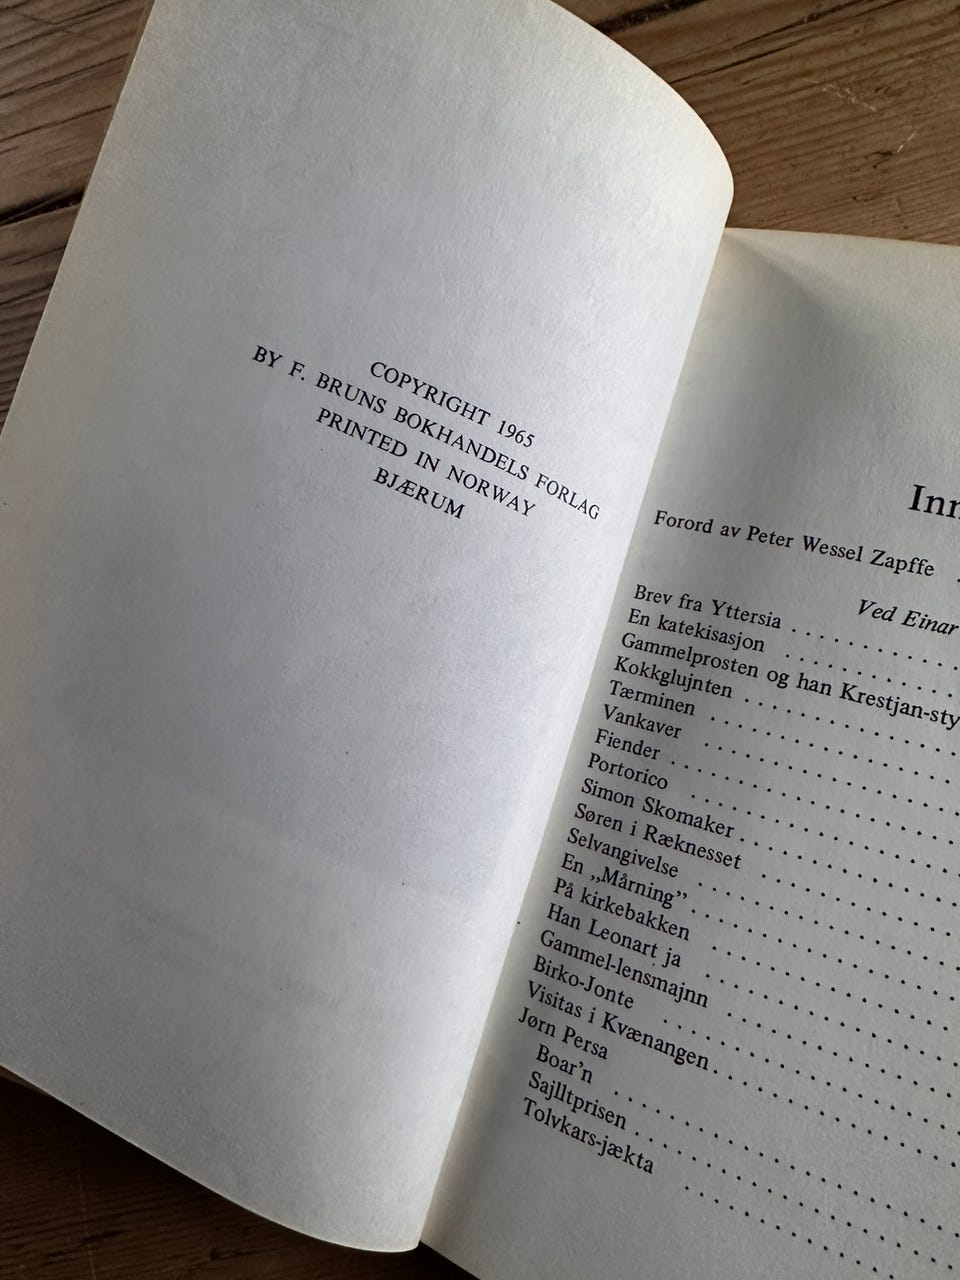 COPYRIGHT 1965
BY F. BRUNS BOKHANDELS FORLAG
PRINTED IN NORWAY
BJÆRUM
Inn
Forord av Peter Wessel Zapffe .
Ved Einar
Brev fra Yttersia . . . . . . . . . .
En katekisasjon . . . . . . . . . .
Gammelprosten og han Krestjan-sty
Kokkglujnten . . . . . . . . . . . .
Tærminen . . . . . . . . . . . . .
Vankaver . . . . . . . . . . . . . .
Fiender . . . . . . . . . . . . . . .
Portorico . . . . . . . . . . . . . .
Simon Skomaker . . . . . . . . . . .
Søren i Ræknesset . . . . . . . . . .
Selvangivelse . . . . . . . . . . . .
En „Mårning” . . . . . . . . . . . .
På kirkebakken . . . . . . . . . . .
Han Leonart ja . . . . . . . . . . .
Gammel-lensmajnn . . . . . . . . . .
Birko-Jonte . . . . . . . . . . . . .
Visitas i Kvænangen . . . . . . . . .
Jørn Persa
Boar'n . . . . . . . . . . . . . . .
Sajlltprisen . . . . . . . . . . . . .
Tolvkars-jækta . . . . . . . . . . .